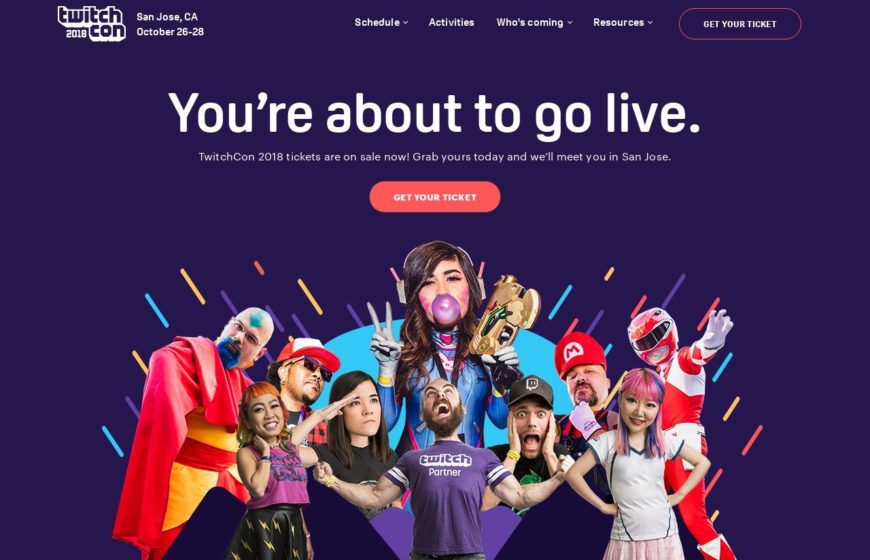 twitch
2018 con
San Jose, CA
October 26-28
Schedule
Activities
Who's coming
Resources
GET YOUR TICKET
You're about to go live.
TwitchCon 2018 tickets are on sale now! Grab yours today and we'll meet you in San Jose.
GET YOUR TICKET
M
twitch
Partner